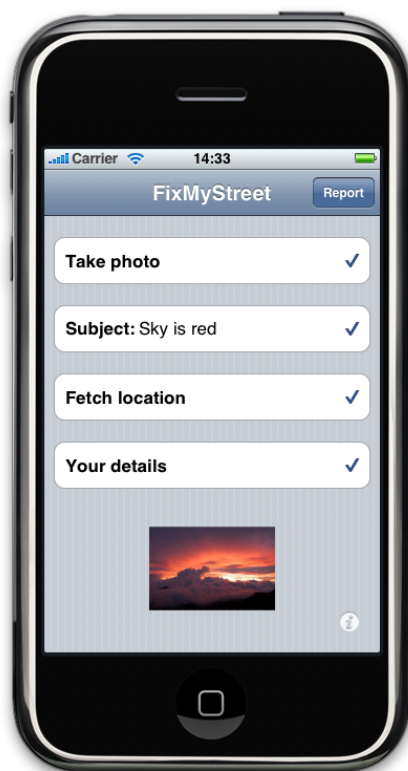 Carrier 14:33
FixMyStreet Report
Take photo
Subject: Sky is red
Fetch location
Your details
i